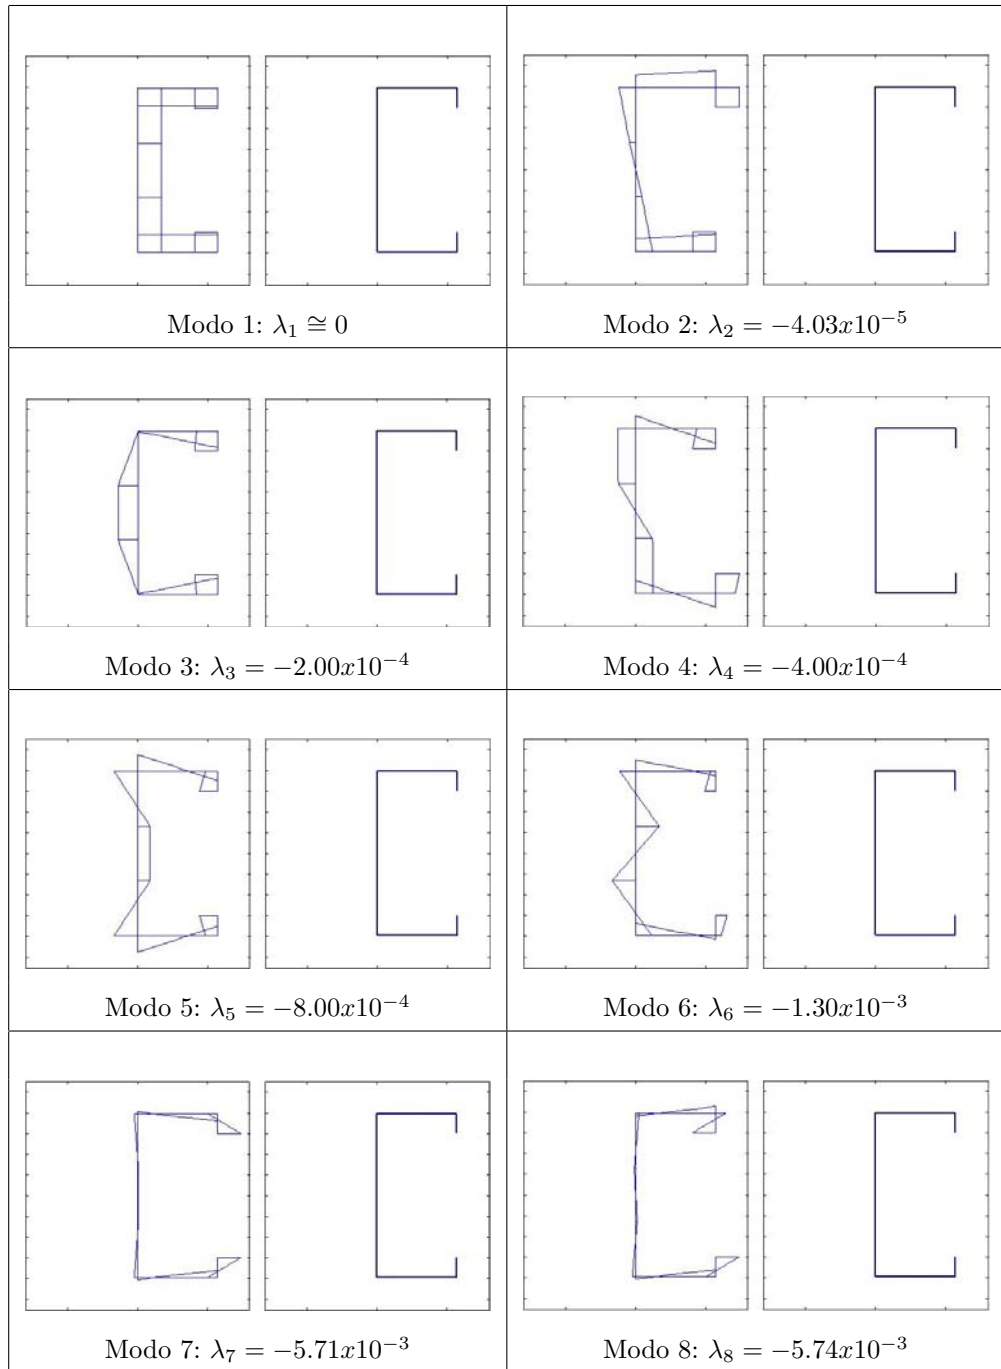 Modo 1: λ₁ ≅ 0
Modo 2: λ₂ = −4.03x10⁻⁵
Modo 3: λ₃ = −2.00x10⁻⁴
Modo 4: λ₄ = −4.00x10⁻⁴
Modo 5: λ₅ = −8.00x10⁻⁴
Modo 6: λ₆ = −1.30x10⁻³
Modo 7: λ₇ = −5.71x10⁻³
Modo 8: λ₈ = −5.74x10⁻³